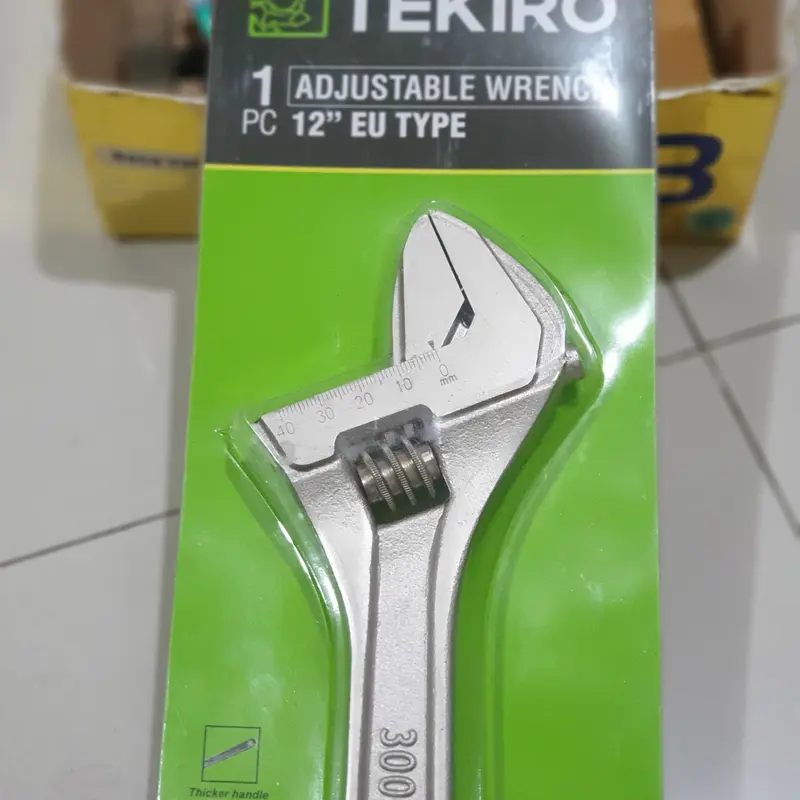 TEKIRO
1 PC ADJUSTABLE WRENCH
12" EU TYPE
40 30 20 10 0
mm
300
Thicker handle